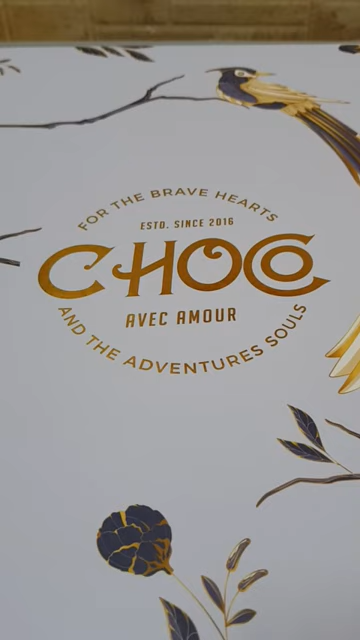 FOR THE BRAVE HEARTS
ESTD. SINCE 2016
CHOCO
AVEC AMOUR
AND THE ADVENTURES SOULS